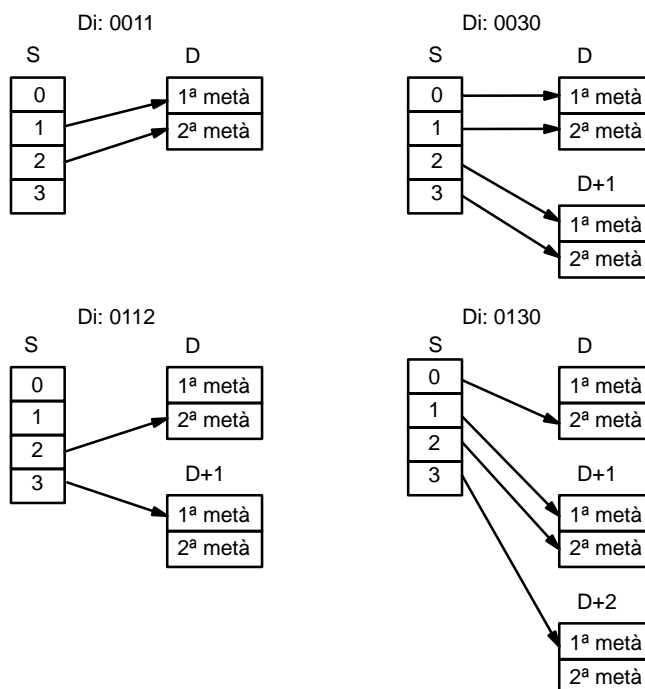 Di: 0011
S
D
0
1
2
3
1ª metà
2ª metà
Di: 0030
S
D
0
1
2
3
1ª metà
2ª metà
D+1
1ª metà
2ª metà
Di: 0112
S
D
0
1
2
3
1ª metà
2ª metà
D+1
1ª metà
2ª metà
Di: 0130
S
D
0
1
2
3
1ª metà
2ª metà
D+1
1ª metà
2ª metà
D+2
1ª metà
2ª metà